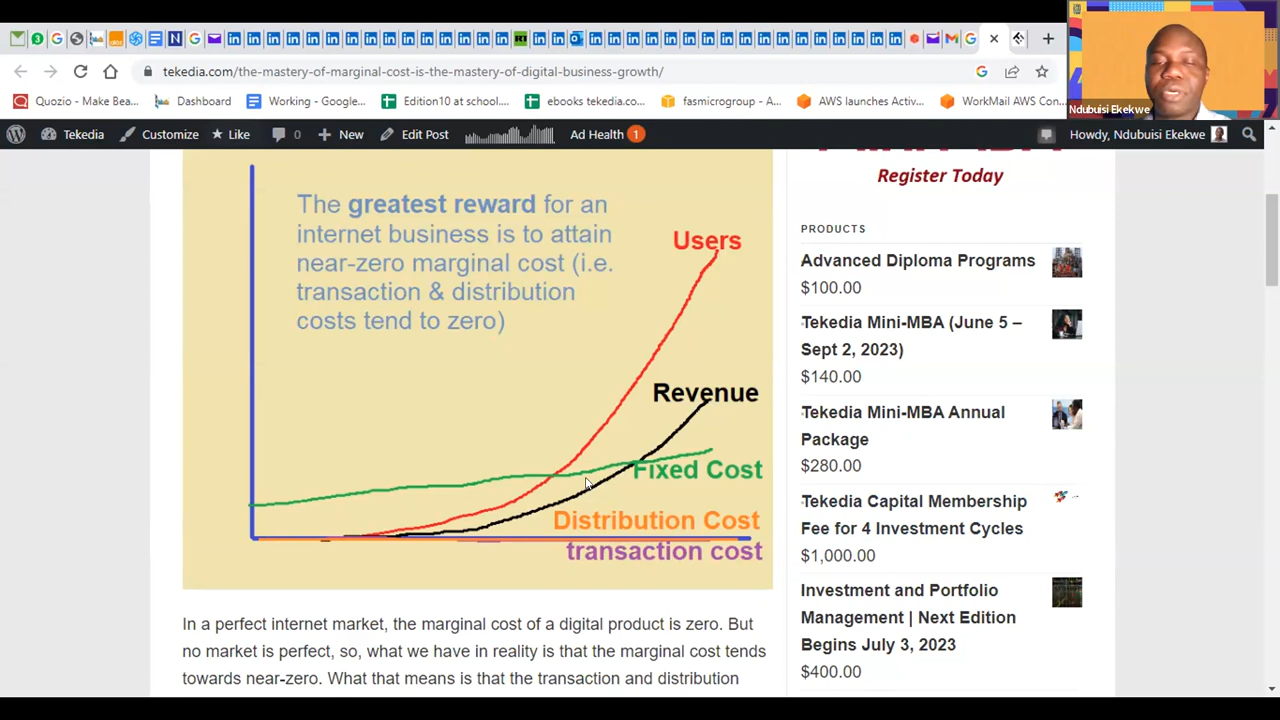 tekedia.com/the-mastery-of-marginal-cost-is-the-mastery-of-digital-business-growth/
Ndubuisi Ekekwe
Quozio - Make Bea...
Dashboard
Working - Google...
Edition10 at school....
ebooks tekedia.co...
fasmicrogroup - A...
AWS launches Activ...
WorkMail AWS Con...
Tekedia
Customize
Like
0
New
Edit Post
Ad Health
1
Howdy, Ndubuisi Ekekwe
The greatest reward for an
internet business is to attain
near-zero marginal cost (i.e.
transaction & distribution
costs tend to zero)
Users
Revenue
Fixed Cost
Distribution Cost
transaction cost
In a perfect internet market, the marginal cost of a digital product is zero. But
no market is perfect, so, what we have in reality is that the marginal cost tends
towards near-zero. What that means is that the transaction and distribution
Register Today
PRODUCTS
Advanced Diploma Programs
$100.00
Tekedia Mini-MBA (June 5 –
Sept 2, 2023)
$140.00
Tekedia Mini-MBA Annual
Package
$280.00
Tekedia Capital Membership
Fee for 4 Investment Cycles
$1,000.00
Investment and Portfolio
Management | Next Edition
Begins July 3, 2023
$400.00